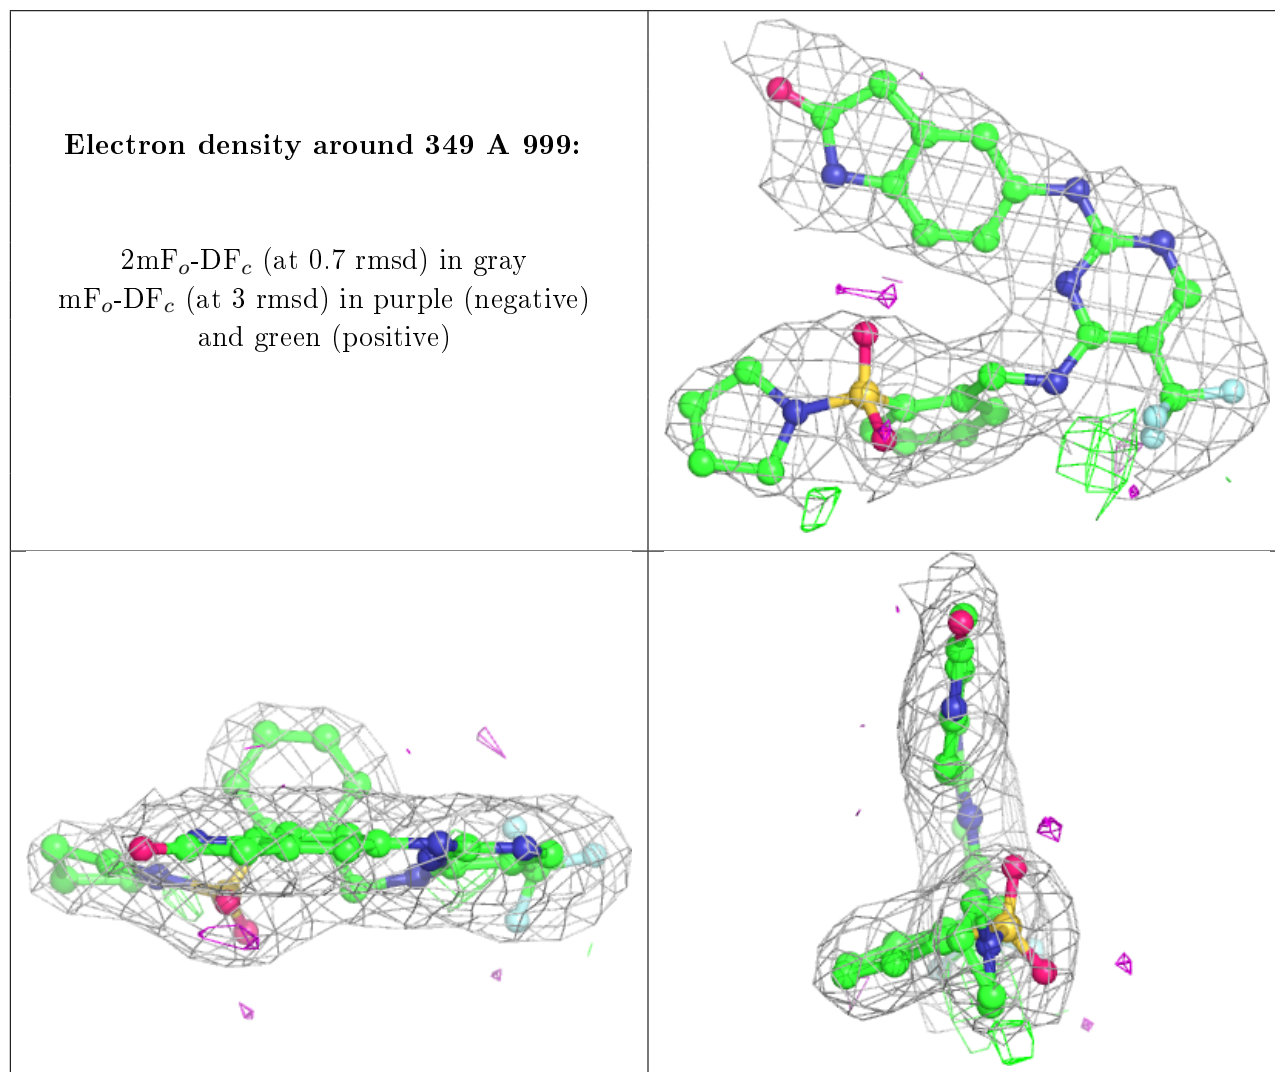 Electron density around 349 A 999:
2mFo-DFc (at 0.7 rmsd) in gray
mFo-DFc (at 3 rmsd) in purple (negative)
and green (positive)